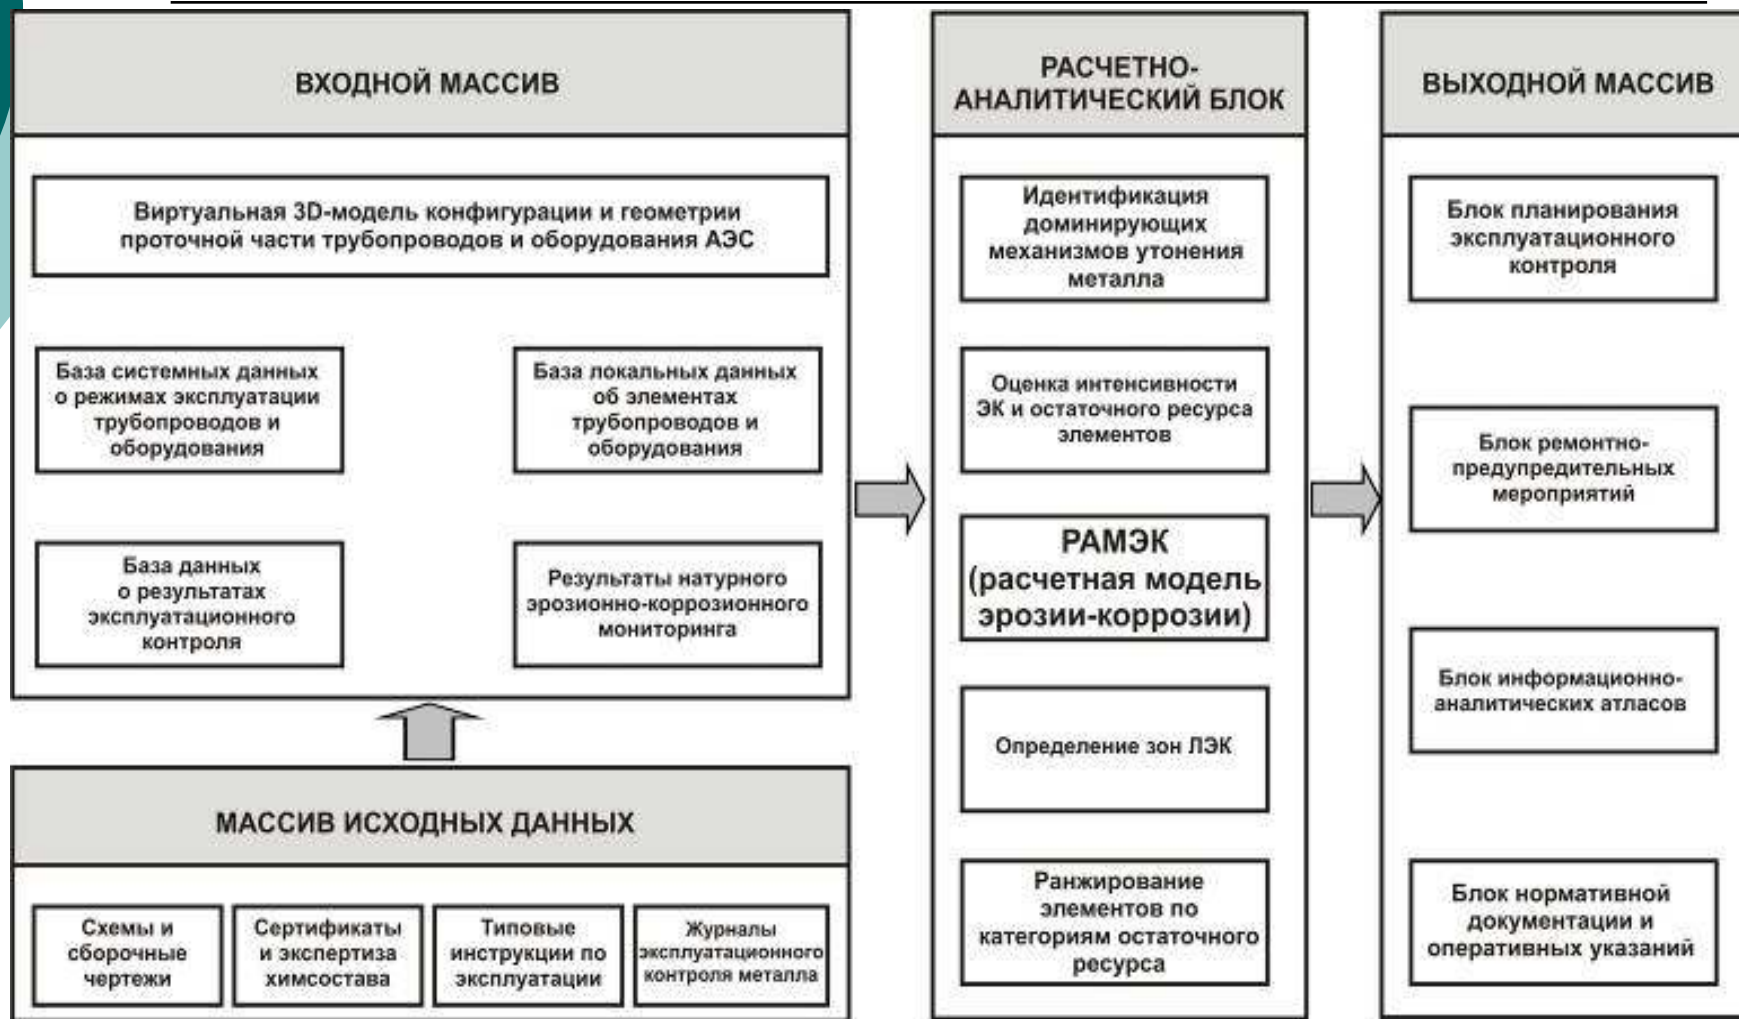 ВХОДНОЙ МАССИВ
Виртуальная 3D-модель конфигурации и геометрии
проточной части трубопроводов и оборудования АЭС
База системных данных
о режимах эксплуатации
трубопроводов и
оборудования
База локальных данных
об элементах
трубопроводов и
оборудования
База данных
о результатах
эксплуатационного
контроля
Результаты натурного
эрозионно-коррозионного
мониторинга
МАССИВ ИСХОДНЫХ ДАННЫХ
Схемы и
сборочные
чертежи
Сертификаты
и экспертиза
химсостава
Типовые
инструкции по
эксплуатации
Журналы
эксплуатационного
контроля металла
РАСЧЕТНО-
АНАЛИТИЧЕСКИЙ БЛОК
Идентификация
доминирующих
механизмов утонения
металла
Оценка интенсивности
ЭК и остаточного ресурса
элементов
РАМЭК
(расчетная модель
эрозии-коррозии)
Определение зон ЛЭК
Ранжирование
элементов по
категориям остаточного
ресурса
ВЫХОДНОЙ МАССИВ
Блок планирования
эксплуатационного
контроля
Блок ремонтно-
предупредительных
мероприятий
Блок информационно-
аналитических атласов
Блок нормативной
документации и
оперативных указаний